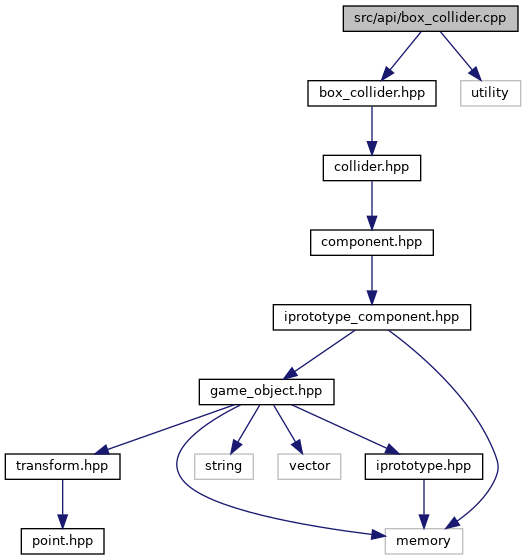 src/api/box_collider.cpp
box_collider.hpp
utility
collider.hpp
component.hpp
iprototype_component.hpp
game_object.hpp
transform.hpp
string
vector
iprototype.hpp
point.hpp
memory